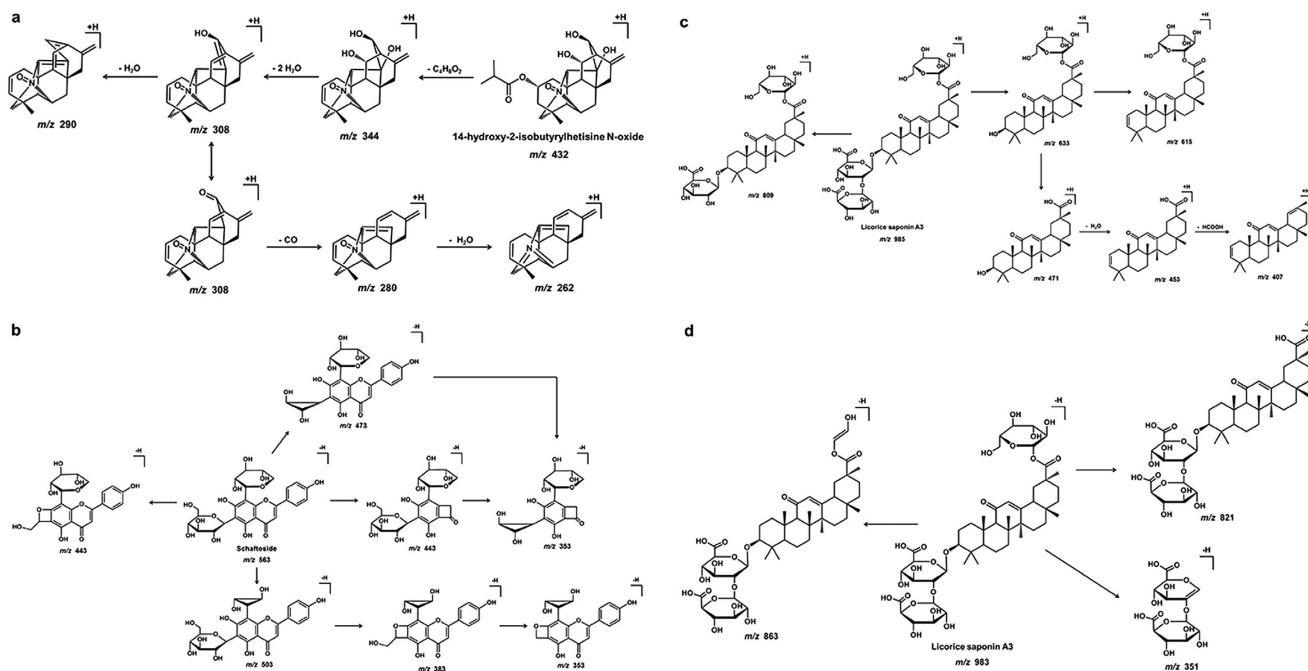 a
+H
+H
+H
+H
- H₂O
- 2 H₂O
- C₄H₈O₂
m/z 290
m/z 308
m/z 344
14-hydroxy-2-isobutyrylhetisine N-oxide
m/z 432
+H
+H
+H
- CO
- H₂O
m/z 308
m/z 280
m/z 262
b
-H
m/z 473
-H
-H
-H
-H
m/z 443
Schaftoside
m/z 563
m/z 443
m/z 353
-H
-H
-H
m/z 503
m/z 383
m/z 353
c
+H
+H
+H
+H
m/z 633
m/z 615
m/z 809
Licorice saponin A3
m/z 985
+H
+H
+H
- H₂O
- HCOOH
m/z 471
m/z 453
m/z 407
d
-H
-H
-H
m/z 821
-H
m/z 863
Licorice saponin A3
m/z 983
m/z 351